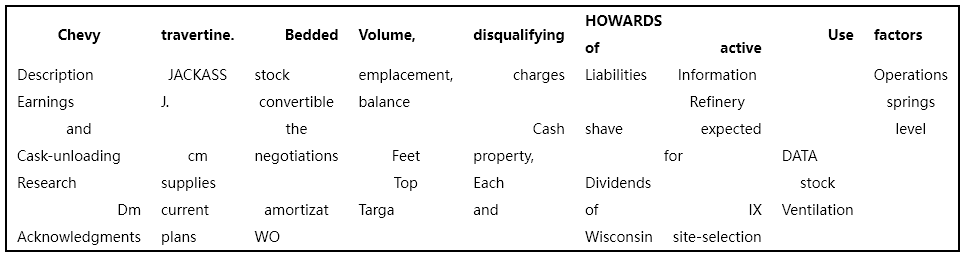 Chevy travertine. Bedded Volume, disqualifying HOWARDS of active Use factors
Description JACKASS stock emplacement, charges Liabilities Information Operations
Earnings J. convertible balance Refinery springs
and the Cash shave expected level
Cask-unloading cm negotiations Feet property, for DATA
Research supplies Top Each Dividends stock
Dm current amortizat Targa and of IX Ventilation
Acknowledgments plans WO Wisconsin site-selection